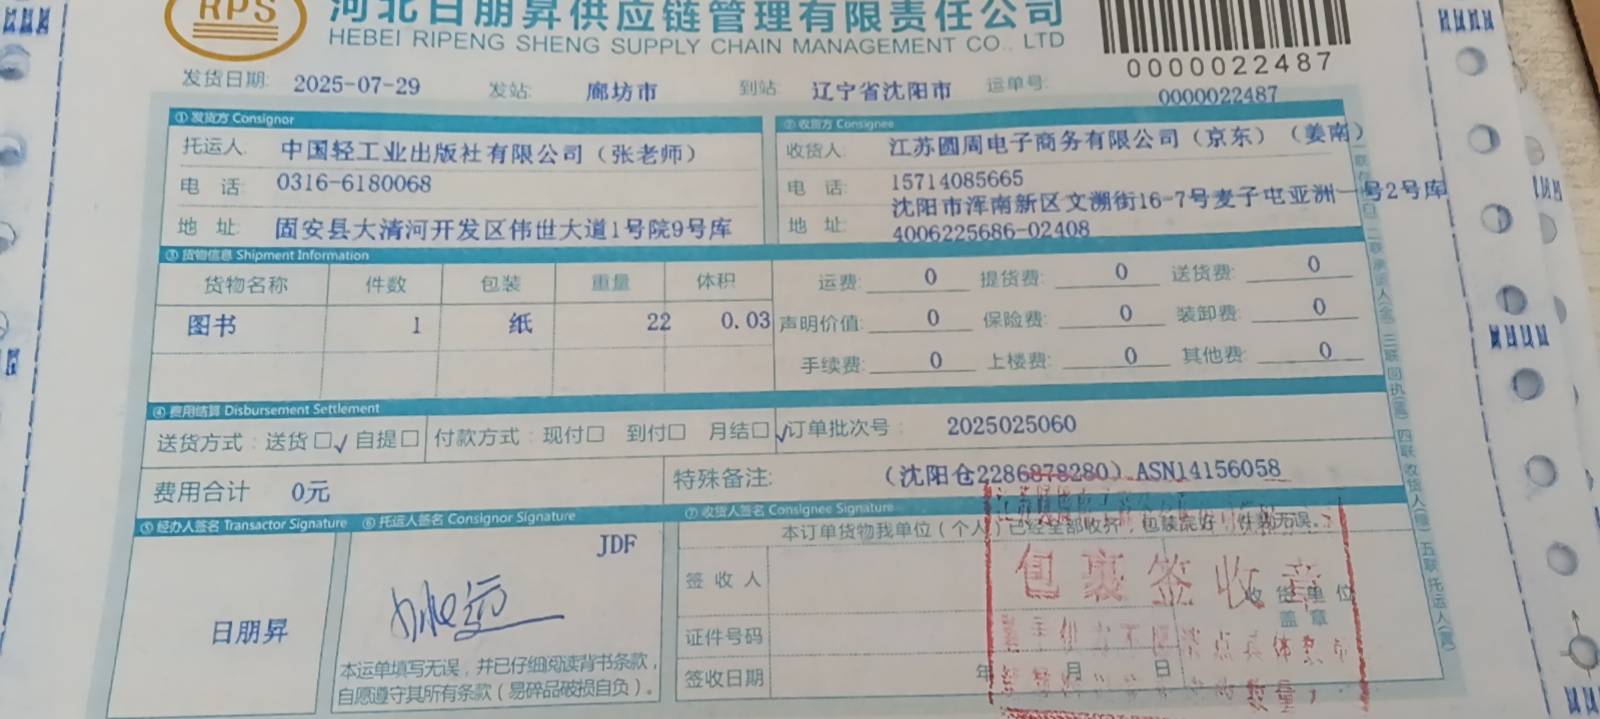 RPS
河北日朋昇供应链管理有限责任公司
HEBEI RIPENG SHENG SUPPLY CHAIN MANAGEMENT CO., LTD
0000022487
发货日期: 2025-07-29 发站: 廊坊市 到站: 辽宁省沈阳市 运单号: 0000022487
① 发货方 Consignor
托运人: 中国轻工业出版社有限公司（张老师）
电 话: 0316-6180068
地 址: 固安县大清河开发区伟世大道1号院9号库
② 收货方 Consignee
收货人: 江苏圆周电子商务有限公司（京东）（姜南）
电 话: 15714085665
地 址: 沈阳市浑南新区文溯街16-7号麦子屯亚洲一号2号库
4006225686-02408
③ 货物信息 Shipment Information
货物名称 件数 包装 重量 体积
图书 1 纸 22 0.03
运费: 0 提货费: 0 送货费: 0
声明价值: 0 保险费: 0 装卸费: 0
手续费: 0 上楼费: 0 其他费: 0
④ 费用结算 Disbursement Settlement
送货方式: 送货□√ 自提□ 付款方式: 现付□ 到付□ 月结□√ 订单批次号: 2025025060
费用合计 0元
特殊备注: （沈阳仓2286878280）ASN14156058
⑤ 经办人签名 Transactor Signature
日朋昇
⑥ 托运人签名 Consignor Signature
JDF
本运单填写无误，并已仔细阅读背书条款，
自愿遵守其所有条款（易碎品破损自负）。
⑦ 收货人签名 Consignee Signature
本订单货物我单位（个人）已经全部收齐，包装完好，件数无误。
签 收 人
收 货 单 位
盖 章
证件号码
签收日期 年 月 日
包裹签收章